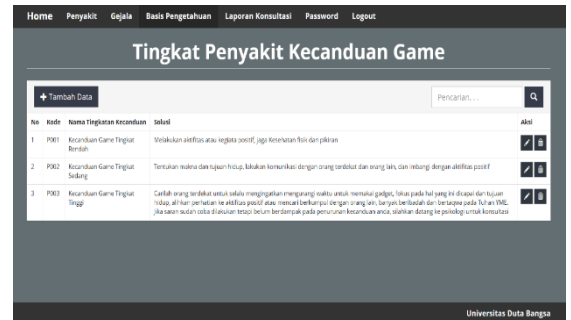 Home Penyakit Gejala Basis Pengetahuan Laporan Konsultasi Password Logout
Tingkat Penyakit Kecanduan Game
Tambah Data
Pencarian. . .
No Kode Nama Tingkatan Kecanduan Solusi Aksi
1 P001 Kecanduan Game Tingkat Melakukan aktifitas atau kegiata positif, jaga Kesehatan fisik dan pikiran
Rendah
2 P002 Kecanduan Game Tingkat Temukan makna dan tujuan hidup, lakukan komunikasi dengan orang terdekat dan orang lain, dan imbangi dengan aktifitas positif
Sedang
3 P003 Kecanduan Game Tingkat Carilah orang terdekat untuk selalu mengingatkan mengurangi waktu untuk memakai gadget, fokus pada hal yang ini dicapai dan tujuan
Tinggi hidup, alihkan perhatian ke aktifitas positif atau mencari berkumpul dengan orang lain, banyak beribadah dan bertaqwa pada Tuhan YME.
Jika saran sudah coba dilakukan tetapi belum berdampak pada penurunan kecanduan anda, silahkan datang ke psikologi untuk konsultasi
Universitas Duta Bangsa